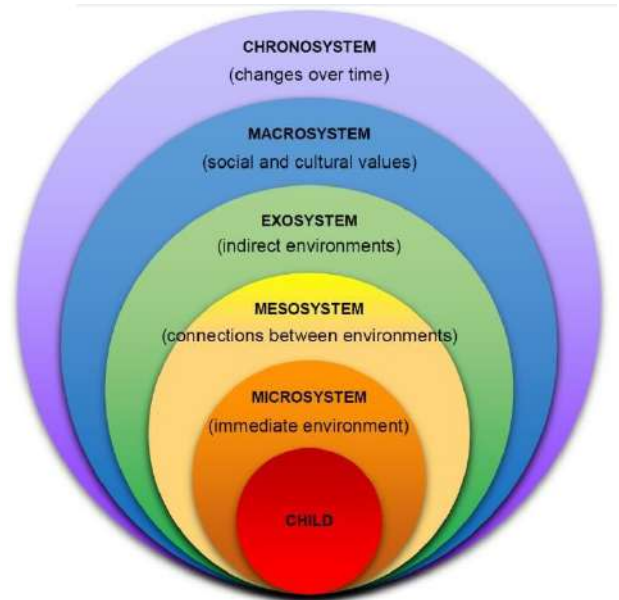 CHRONOSYSTEM
(changes over time)
MACROSYSTEM
(social and cultural values)
EXOSYSTEM
(indirect environments)
MESOSYSTEM
(connections between environments)
MICROSYSTEM
(immediate environment)
CHILD